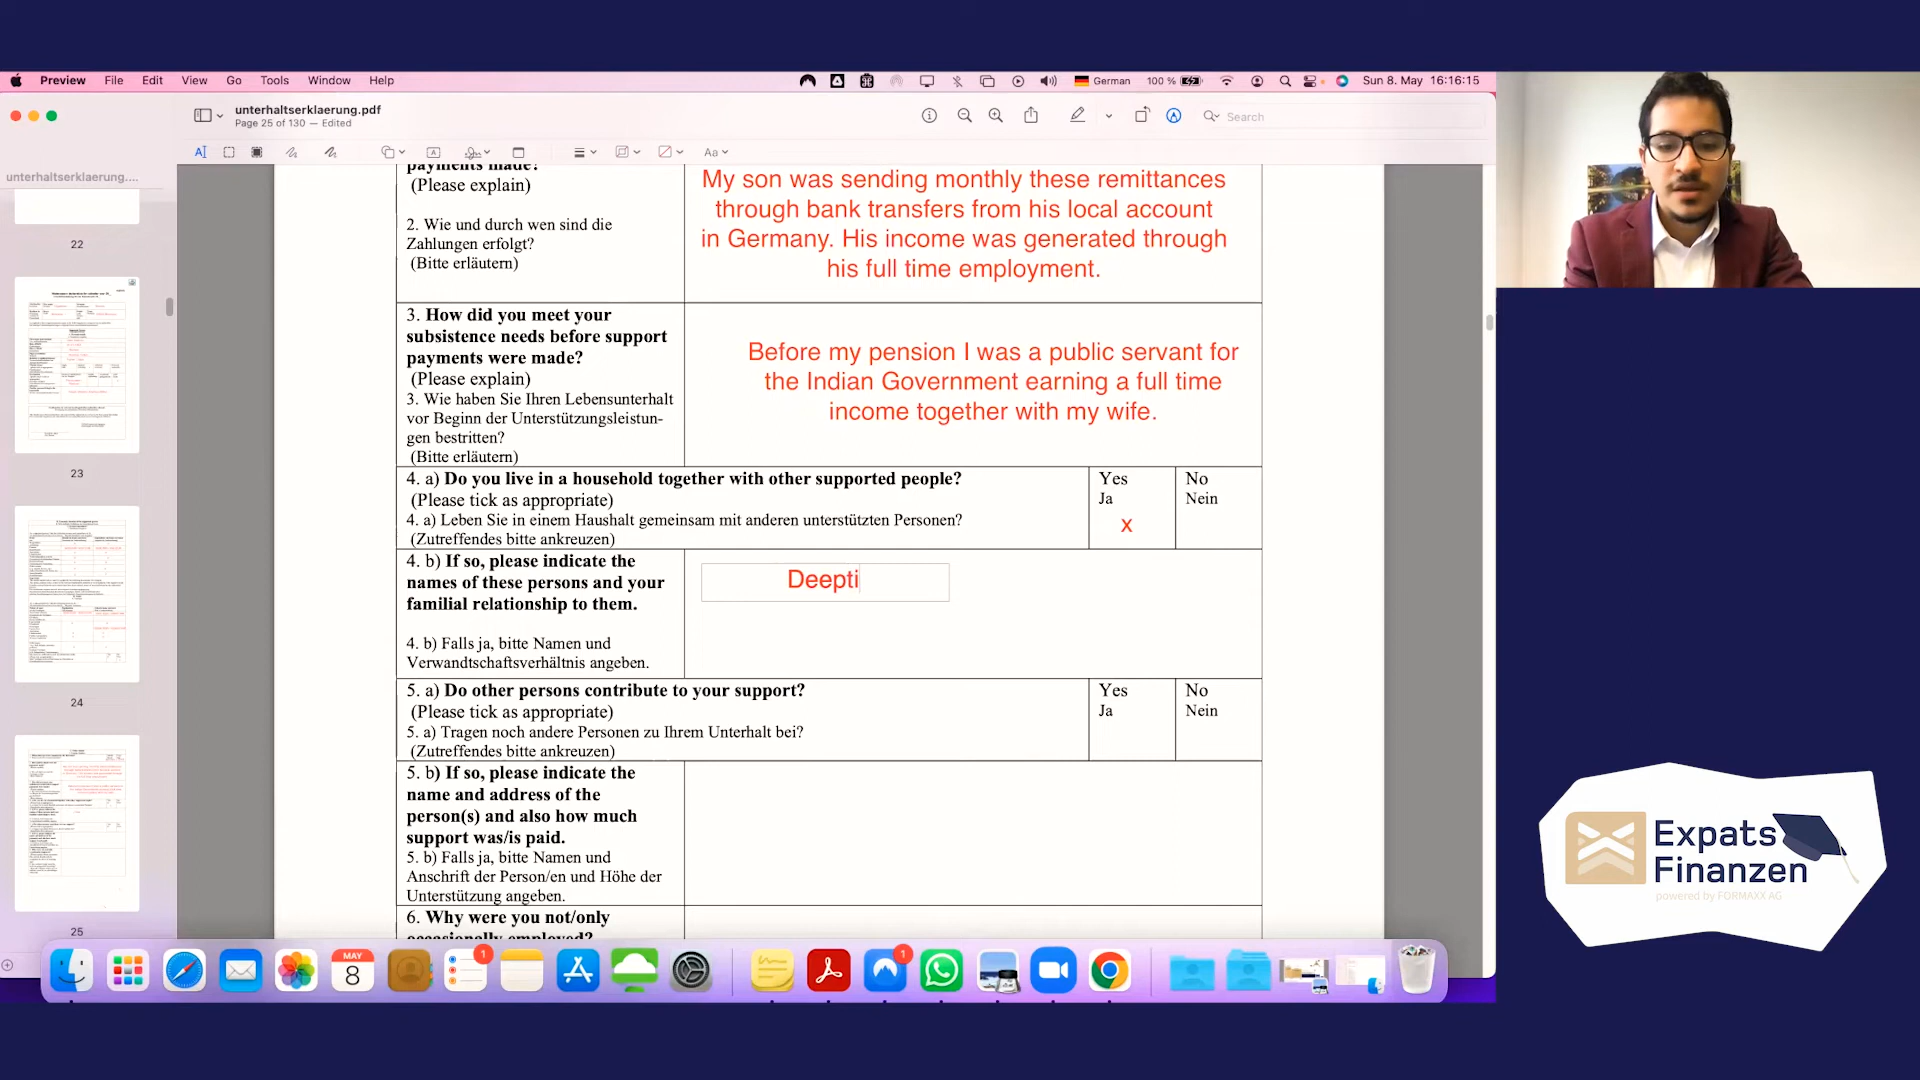 Preview File Edit View Go Tools Window Help
German 100 % Sun 8. May 16:16:15
unterhaltserklaerung.pdf
Page 25 of 130 — Edited
Search
Aa
unterhaltserklaerung....
22
23
24
25
payments made?
(Please explain)
2. Wie und durch wen sind die
Zahlungen erfolgt?
(Bitte erläutern)
My son was sending monthly these remittances
through bank transfers from his local account
in Germany. His income was generated through
his full time employment.
3. How did you meet your
subsistence needs before support
payments were made?
(Please explain)
3. Wie haben Sie Ihren Lebensunterhalt
vor Beginn der Unterstützungsleistun-
gen bestritten?
(Bitte erläutern)
Before my pension I was a public servant for
the Indian Government earning a full time
income together with my wife.
4. a) Do you live in a household together with other supported people?
(Please tick as appropriate)
4. a) Leben Sie in einem Haushalt gemeinsam mit anderen unterstützten Personen?
(Zutreffendes bitte ankreuzen)
Yes
Ja
x
No
Nein
4. b) If so, please indicate the
names of these persons and your
familial relationship to them.
4. b) Falls ja, bitte Namen und
Verwandtschaftsverhältnis angeben.
Deepti
5. a) Do other persons contribute to your support?
(Please tick as appropriate)
5. a) Tragen noch andere Personen zu Ihrem Unterhalt bei?
(Zutreffendes bitte ankreuzen)
Yes
Ja
No
Nein
5. b) If so, please indicate the
name and address of the
person(s) and also how much
support was/is paid.
5. b) Falls ja, bitte Namen und
Anschrift der Person/en und Höhe der
Unterstützung angeben.
6. Why were you not/only
occasionally employed?
MAY
8
1
1
Expats
Finanzen
powered by FORMAXX AG